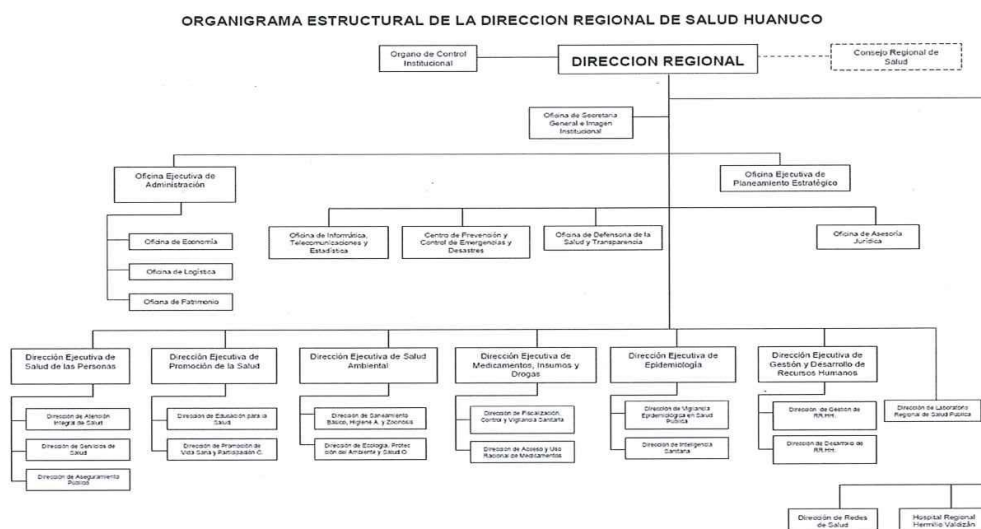 ORGANIGRAMA ESTRUCTURAL DE LA DIRECCION REGIONAL DE SALUD HUANUCO
Organo de Control
Institucional
DIRECCION REGIONAL
Consejo Regional de
Salud
Oficina de Secretaria
General e Imagen
Institucional
Oficina Ejecutiva de
Administración
Oficina Ejecutiva de
Planeamiento Estratégico
Oficina de Economía
Oficina de Logística
Oficina de Patrimonio
Oficina de Informática,
Telecomunicaciones y
Estadística
Centro de Prevención y
Control de Emergencias y
Desastres
Oficina de Defensoria de la
Salud y Transparencia
Oficina de Asesoría
Jurídica
Dirección Ejecutiva de
Salud de las Personas
Dirección de Atención
Integral de Salud
Dirección de Servicios de
Salud
Dirección de Aseguramiento
Público
Dirección Ejecutiva de
Promoción de la Salud
Dirección de Educación para la
Salud
Dirección de Promoción de
Vida Sana y Participación C.
Dirección Ejecutiva de Salud
Ambiental
Dirección de Saneamiento
Básico, Higiene A. y Zoonosis
Dirección de Ecología, Protec
ción del Ambiente y Salud O.
Dirección Ejecutiva de
Medicamentos, Insumos y
Drogas
Dirección de Fiscalización,
Control y Vigilancia Sanitaria
Dirección de Acceso y Uso
Racional de Medicamentos
Dirección Ejecutiva de
Epidemiología
Dirección de Vigilancia
Epidemiológica en Salud
Pública
Dirección de Inteligencia
Sanitaria
Dirección Ejecutiva de
Gestión y Desarrollo de
Recursos Humanos
Dirección de Gestión de
RR.HH.
Dirección de Desarrollo de
RR.HH.
Dirección de Laboratorio
Regional de Salud Pública
Dirección de Redes
de Salud
Hospital Regional
Hermilio Valdizán